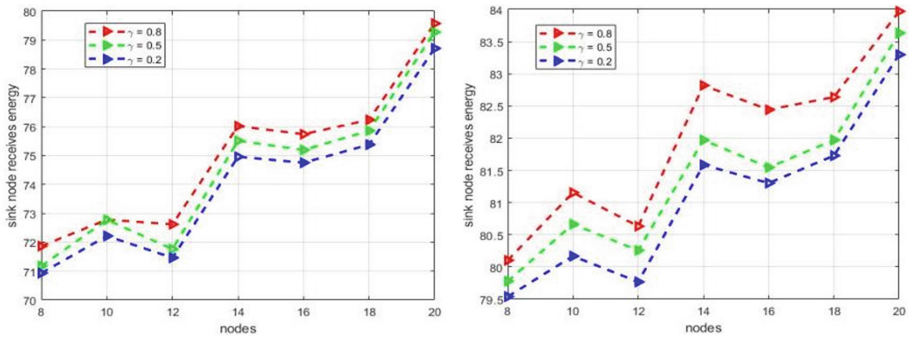 80
79
78
77
76
75
74
73
72
71
70
sink node receives energy
γ = 0.8
γ = 0.5
γ = 0.2
8 10 12 14 16 18 20
nodes
84
83.5
83
82.5
82
81.5
81
80.5
80
79.5
sink node receives energy
γ = 0.8
γ = 0.5
γ = 0.2
8 10 12 14 16 18 20
nodes